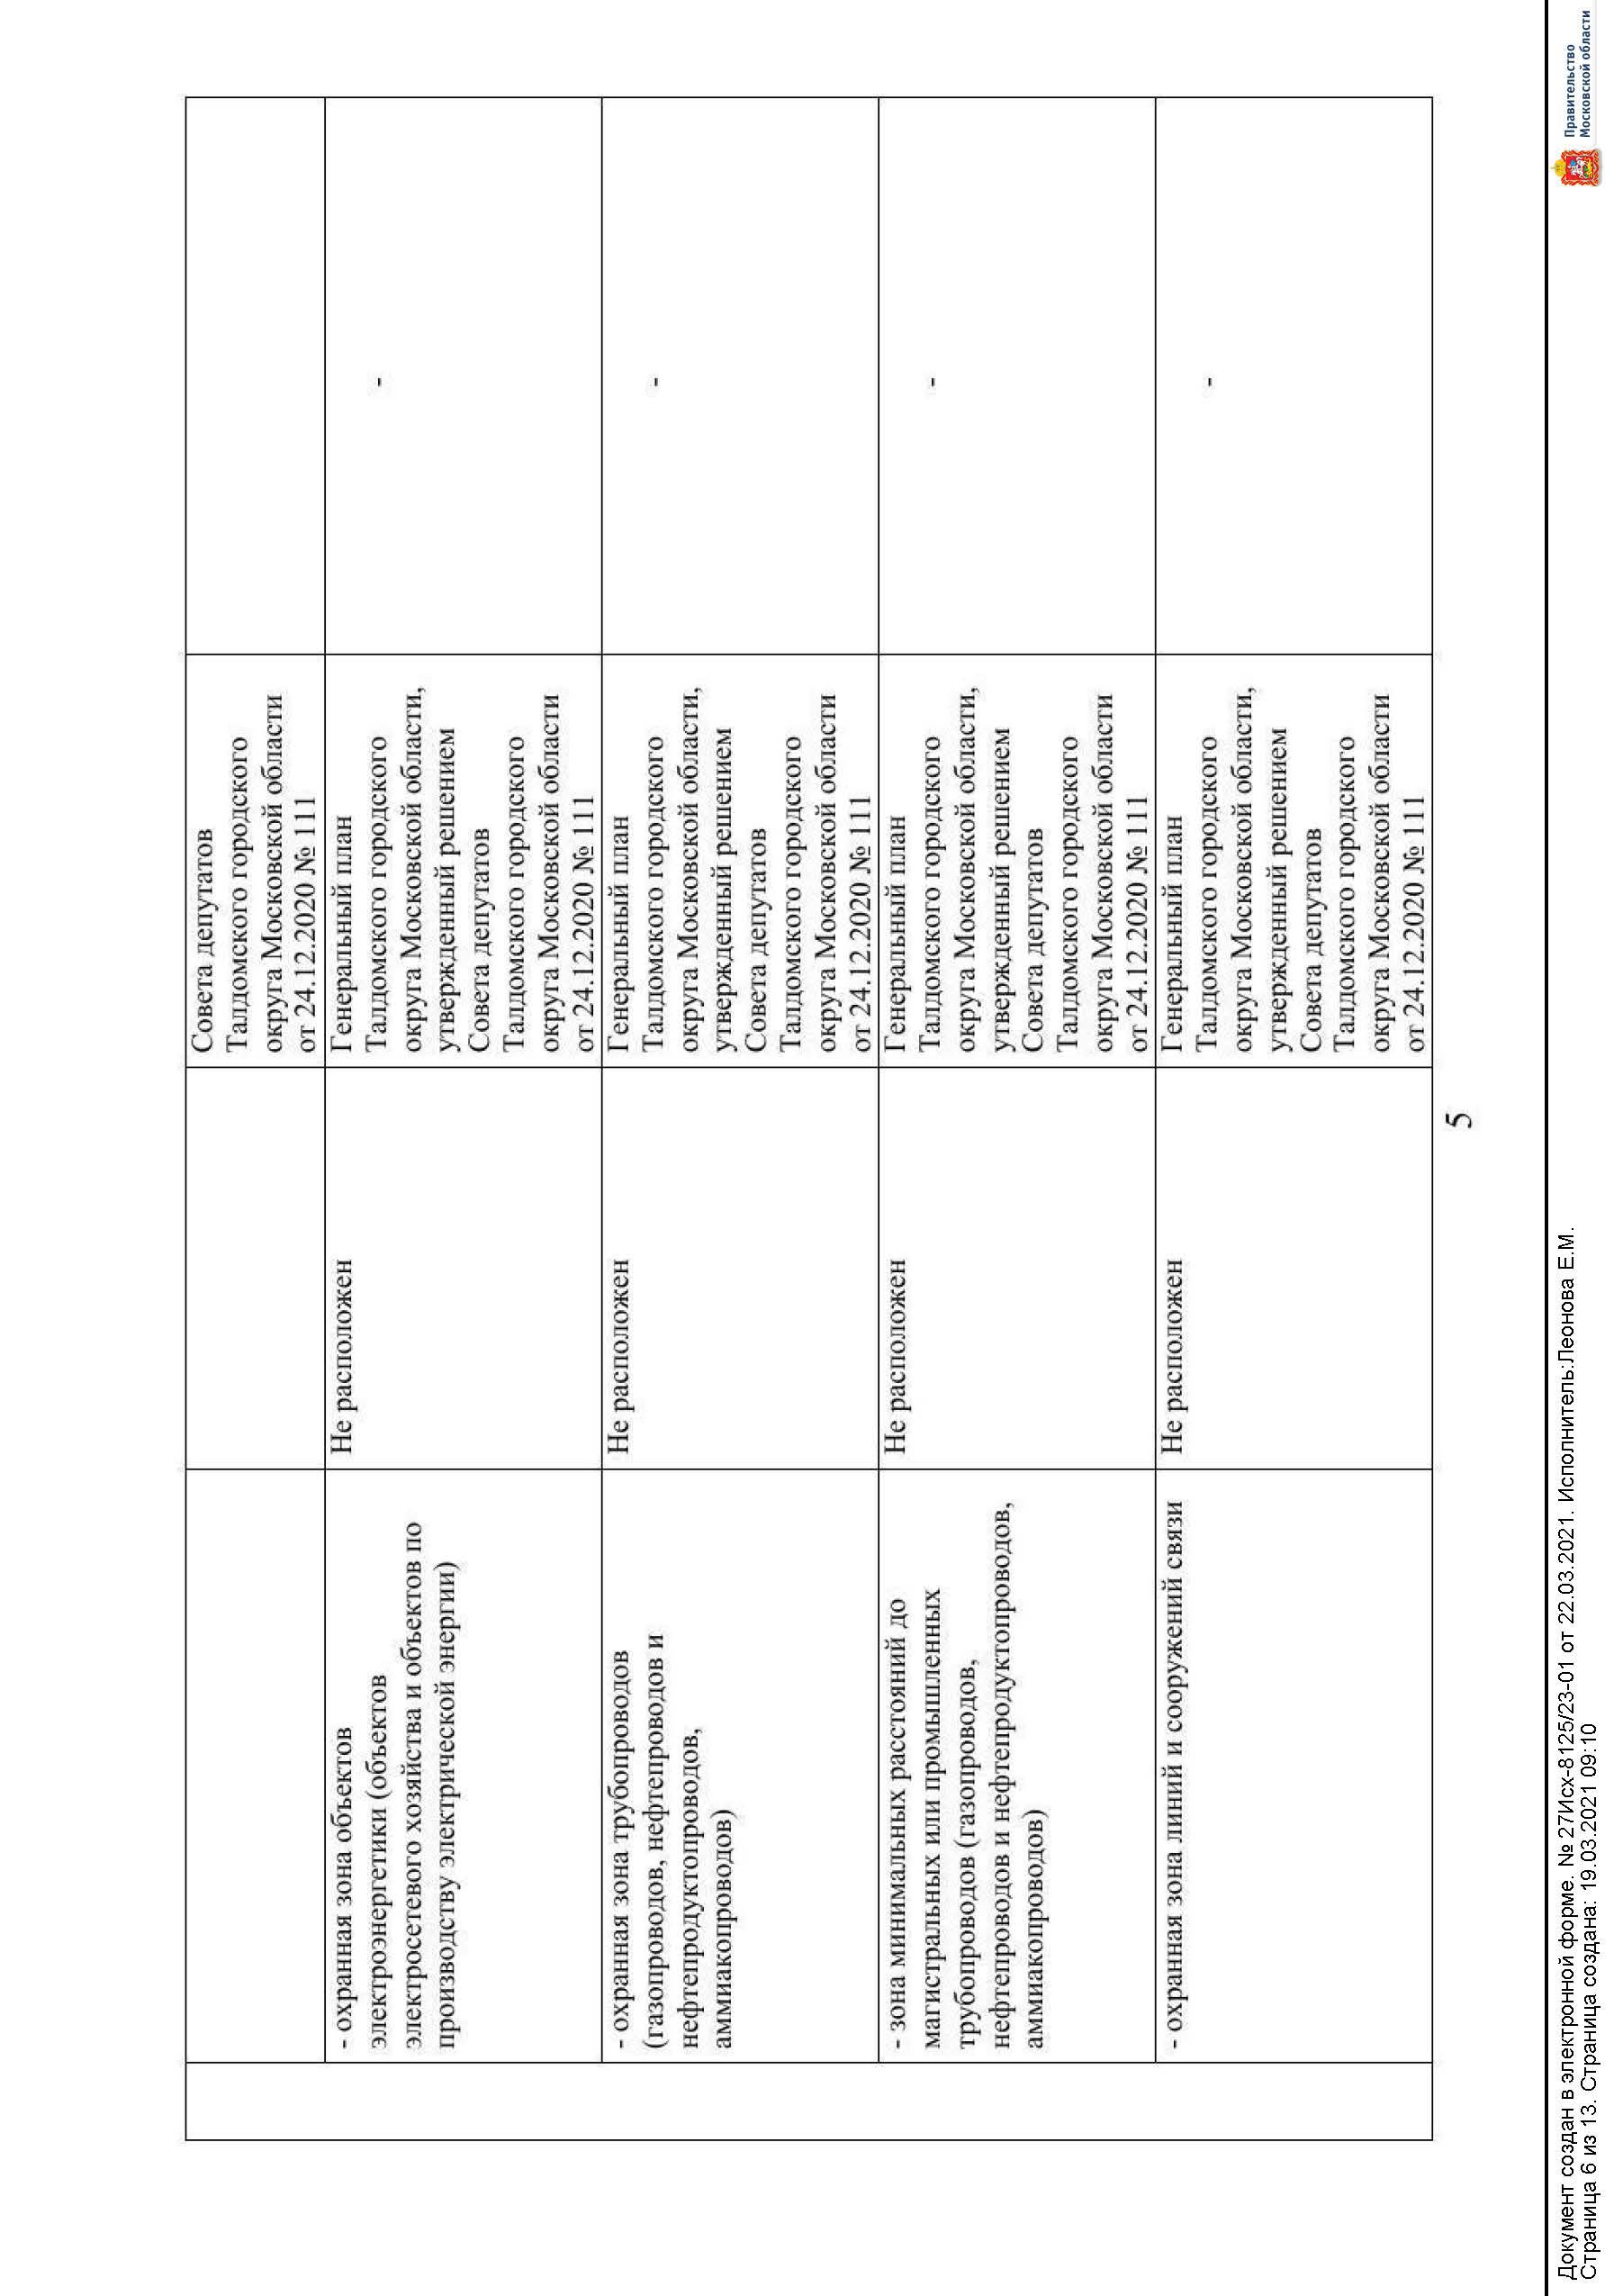 Совета депутатов
Талдомского городского
округа Московской области
от 24.12.2020 № 111
- охранная зона объектов
электроэнергетики (объектов
электросетевого хозяйства и объектов по
производству электрической энергии)
Не расположен
Генеральный план
Талдомского городского
округа Московской области,
утвержденный решением
Совета депутатов
Талдомского городского
округа Московской области
от 24.12.2020 № 111
-
- охранная зона трубопроводов
(газопроводов, нефтепроводов и
нефтепродуктопроводов,
аммиакопроводов)
Не расположен
Генеральный план
Талдомского городского
округа Московской области,
утвержденный решением
Совета депутатов
Талдомского городского
округа Московской области
от 24.12.2020 № 111
-
- зона минимальных расстояний до
магистральных или промышленных
трубопроводов (газопроводов,
нефтепроводов и нефтепродуктопроводов,
аммиакопроводов)
Не расположен
Генеральный план
Талдомского городского
округа Московской области,
утвержденный решением
Совета депутатов
Талдомского городского
округа Московской области
от 24.12.2020 № 111
-
- охранная зона линий и сооружений связи
Не расположен
Генеральный план
Талдомского городского
округа Московской области,
утвержденный решением
Совета депутатов
Талдомского городского
округа Московской области
от 24.12.2020 № 111
-
5
Документ создан в электронной форме. № 27Исх-8125/23-01 от 22.03.2021. Исполнитель:Леонова Е.М.
Страница 6 из 13. Страница создана: 19.03.2021 09:10
Правительство
Московской области